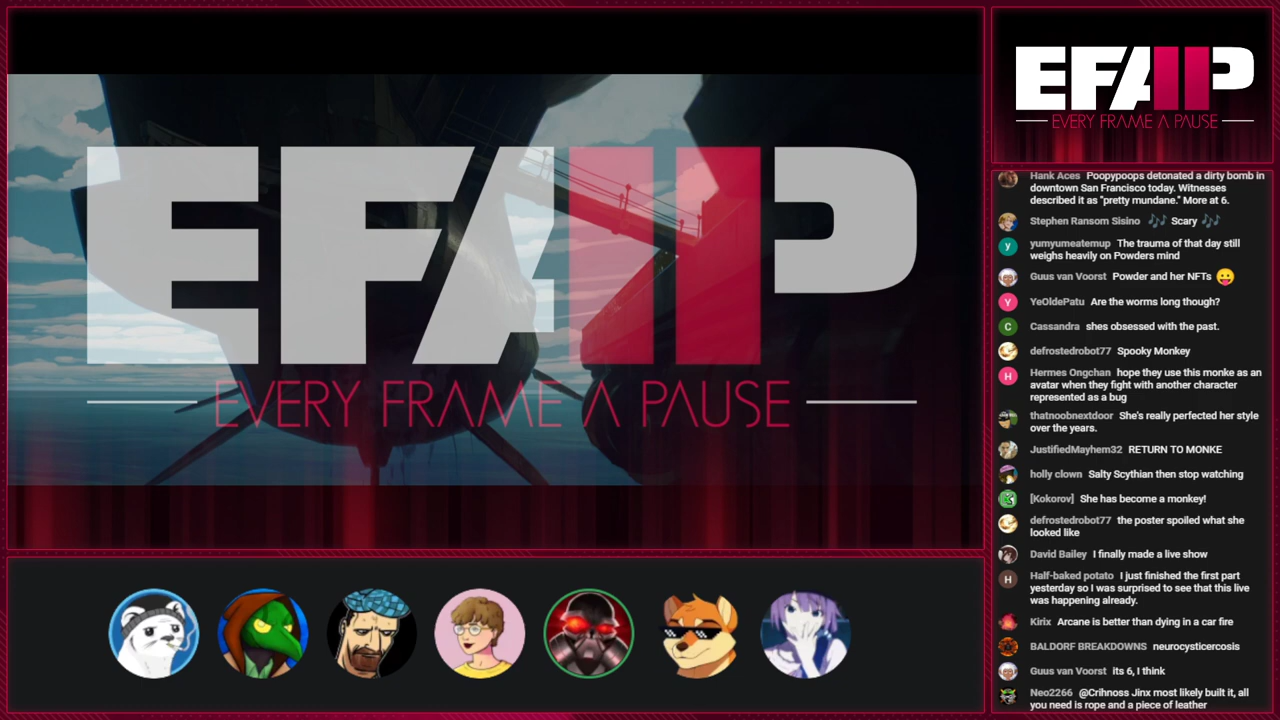 EFAP
EVERY FRAME A PAUSE
EFAP
EVERY FRAME A PAUSE
Hank Aces Poopypoops detonated a dirty bomb in
downtown San Francisco today. Witnesses
described it as "pretty mundane." More at 6.
Stephen Ransom Sisino 🎶 Scary 🎶
y
yumyumeatemup The trauma of that day still
weighs heavily on Powders mind
Guus van Voorst Powder and her NFTs 😛
Y
YeOldePatu Are the worms long though?
C
Cassandra shes obsessed with the past.
defrostedrobot77 Spooky Monkey
H
Hermes Ongchan hope they use this monke as an
avatar when they fight with another character
represented as a bug
thatnoobnextdoor She's really perfected her style
over the years.
JustifiedMayhem32 RETURN TO MONKE
holly clown Salty Scythian then stop watching
[Kokorov] She has become a monkey!
defrostedrobot77 the poster spoiled what she
looked like
David Bailey I finally made a live show
H
Half-baked potato I just finished the first part
yesterday so I was surprised to see that this live
was happening already.
Kirix Arcane is better than dying in a car fire
BALDORF BREAKDOWNS neurocysticercosis
Guus van Voorst its 6, I think
Neo2266 @Crihnoss Jinx most likely built it, all
you need is rope and a piece of leather